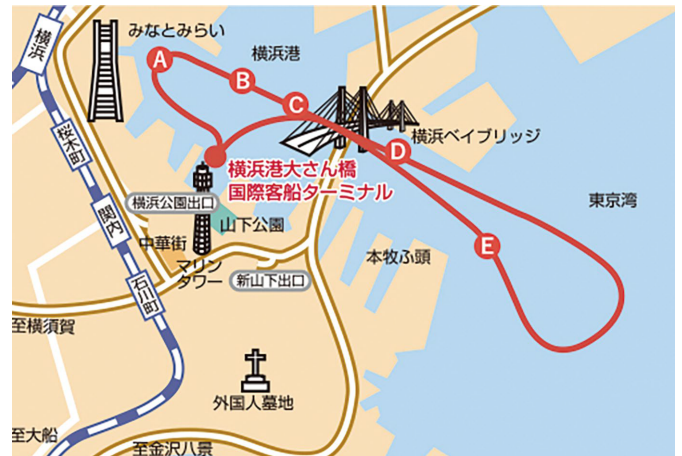 みなとみらい
横浜港
横浜
A
B
C
桜木町
横浜ベイブリッジ
D
横浜港大さん橋
国際客船ターミナル
東京湾
横浜公園出口
関内
山下公園
E
中華街
本牧ふ頭
マリン
タワー
新山下出口
石川町
至横須賀
外国人墓地
至大船
至金沢八景